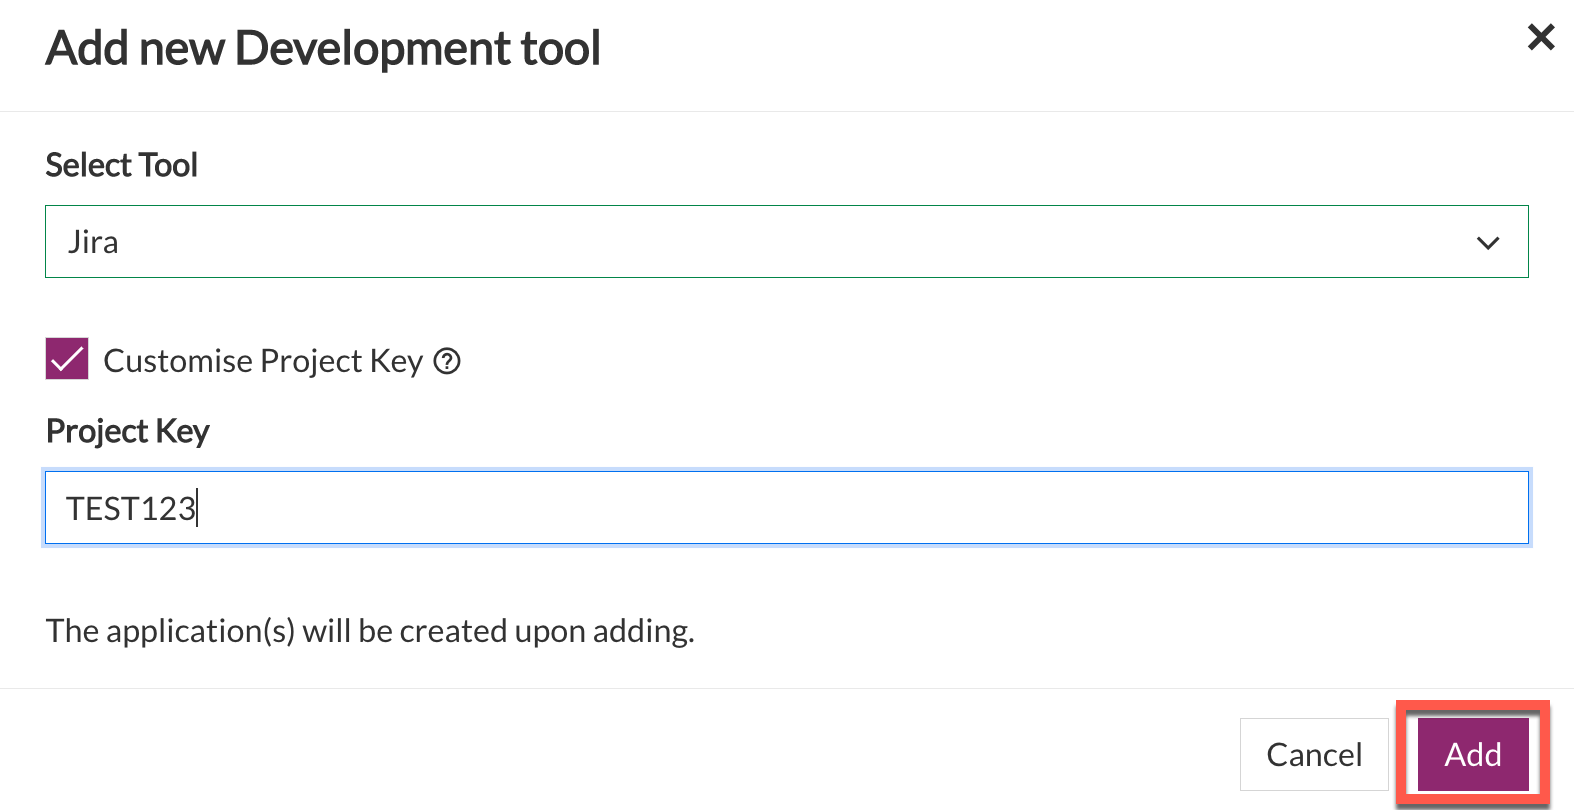 Add new Development tool
Select Tool
Jira
Customise Project Key
Project Key
TEST123
The application(s) will be created upon adding.
Cancel
Add